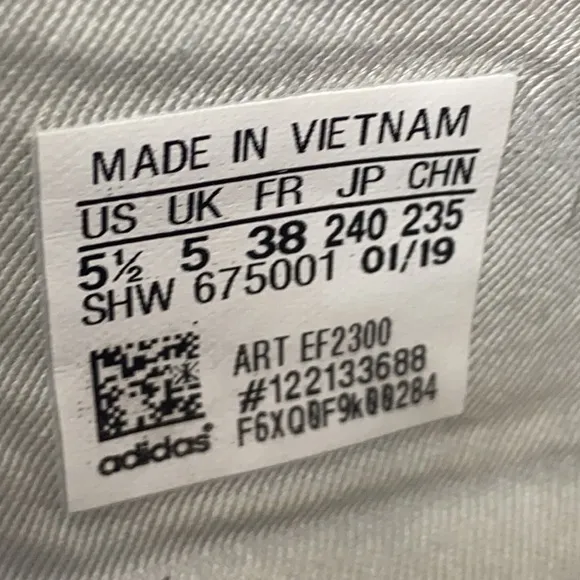 MADE IN VIETNAM
US UK FR JP CHN
5½ 5 38 240 235
SHW 675001 01/19
ART EF2300
#122133688
F6XQ0F9k00284
adidas